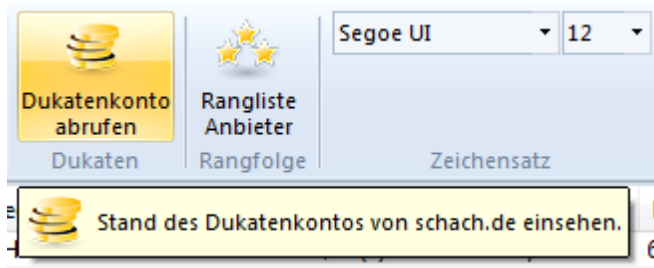 Segoe UI 12
Dukatenkonto abrufen
Rangliste Anbieter
Dukaten Rangfolge Zeichensatz
Stand des Dukatenkontos von schach.de einsehen.